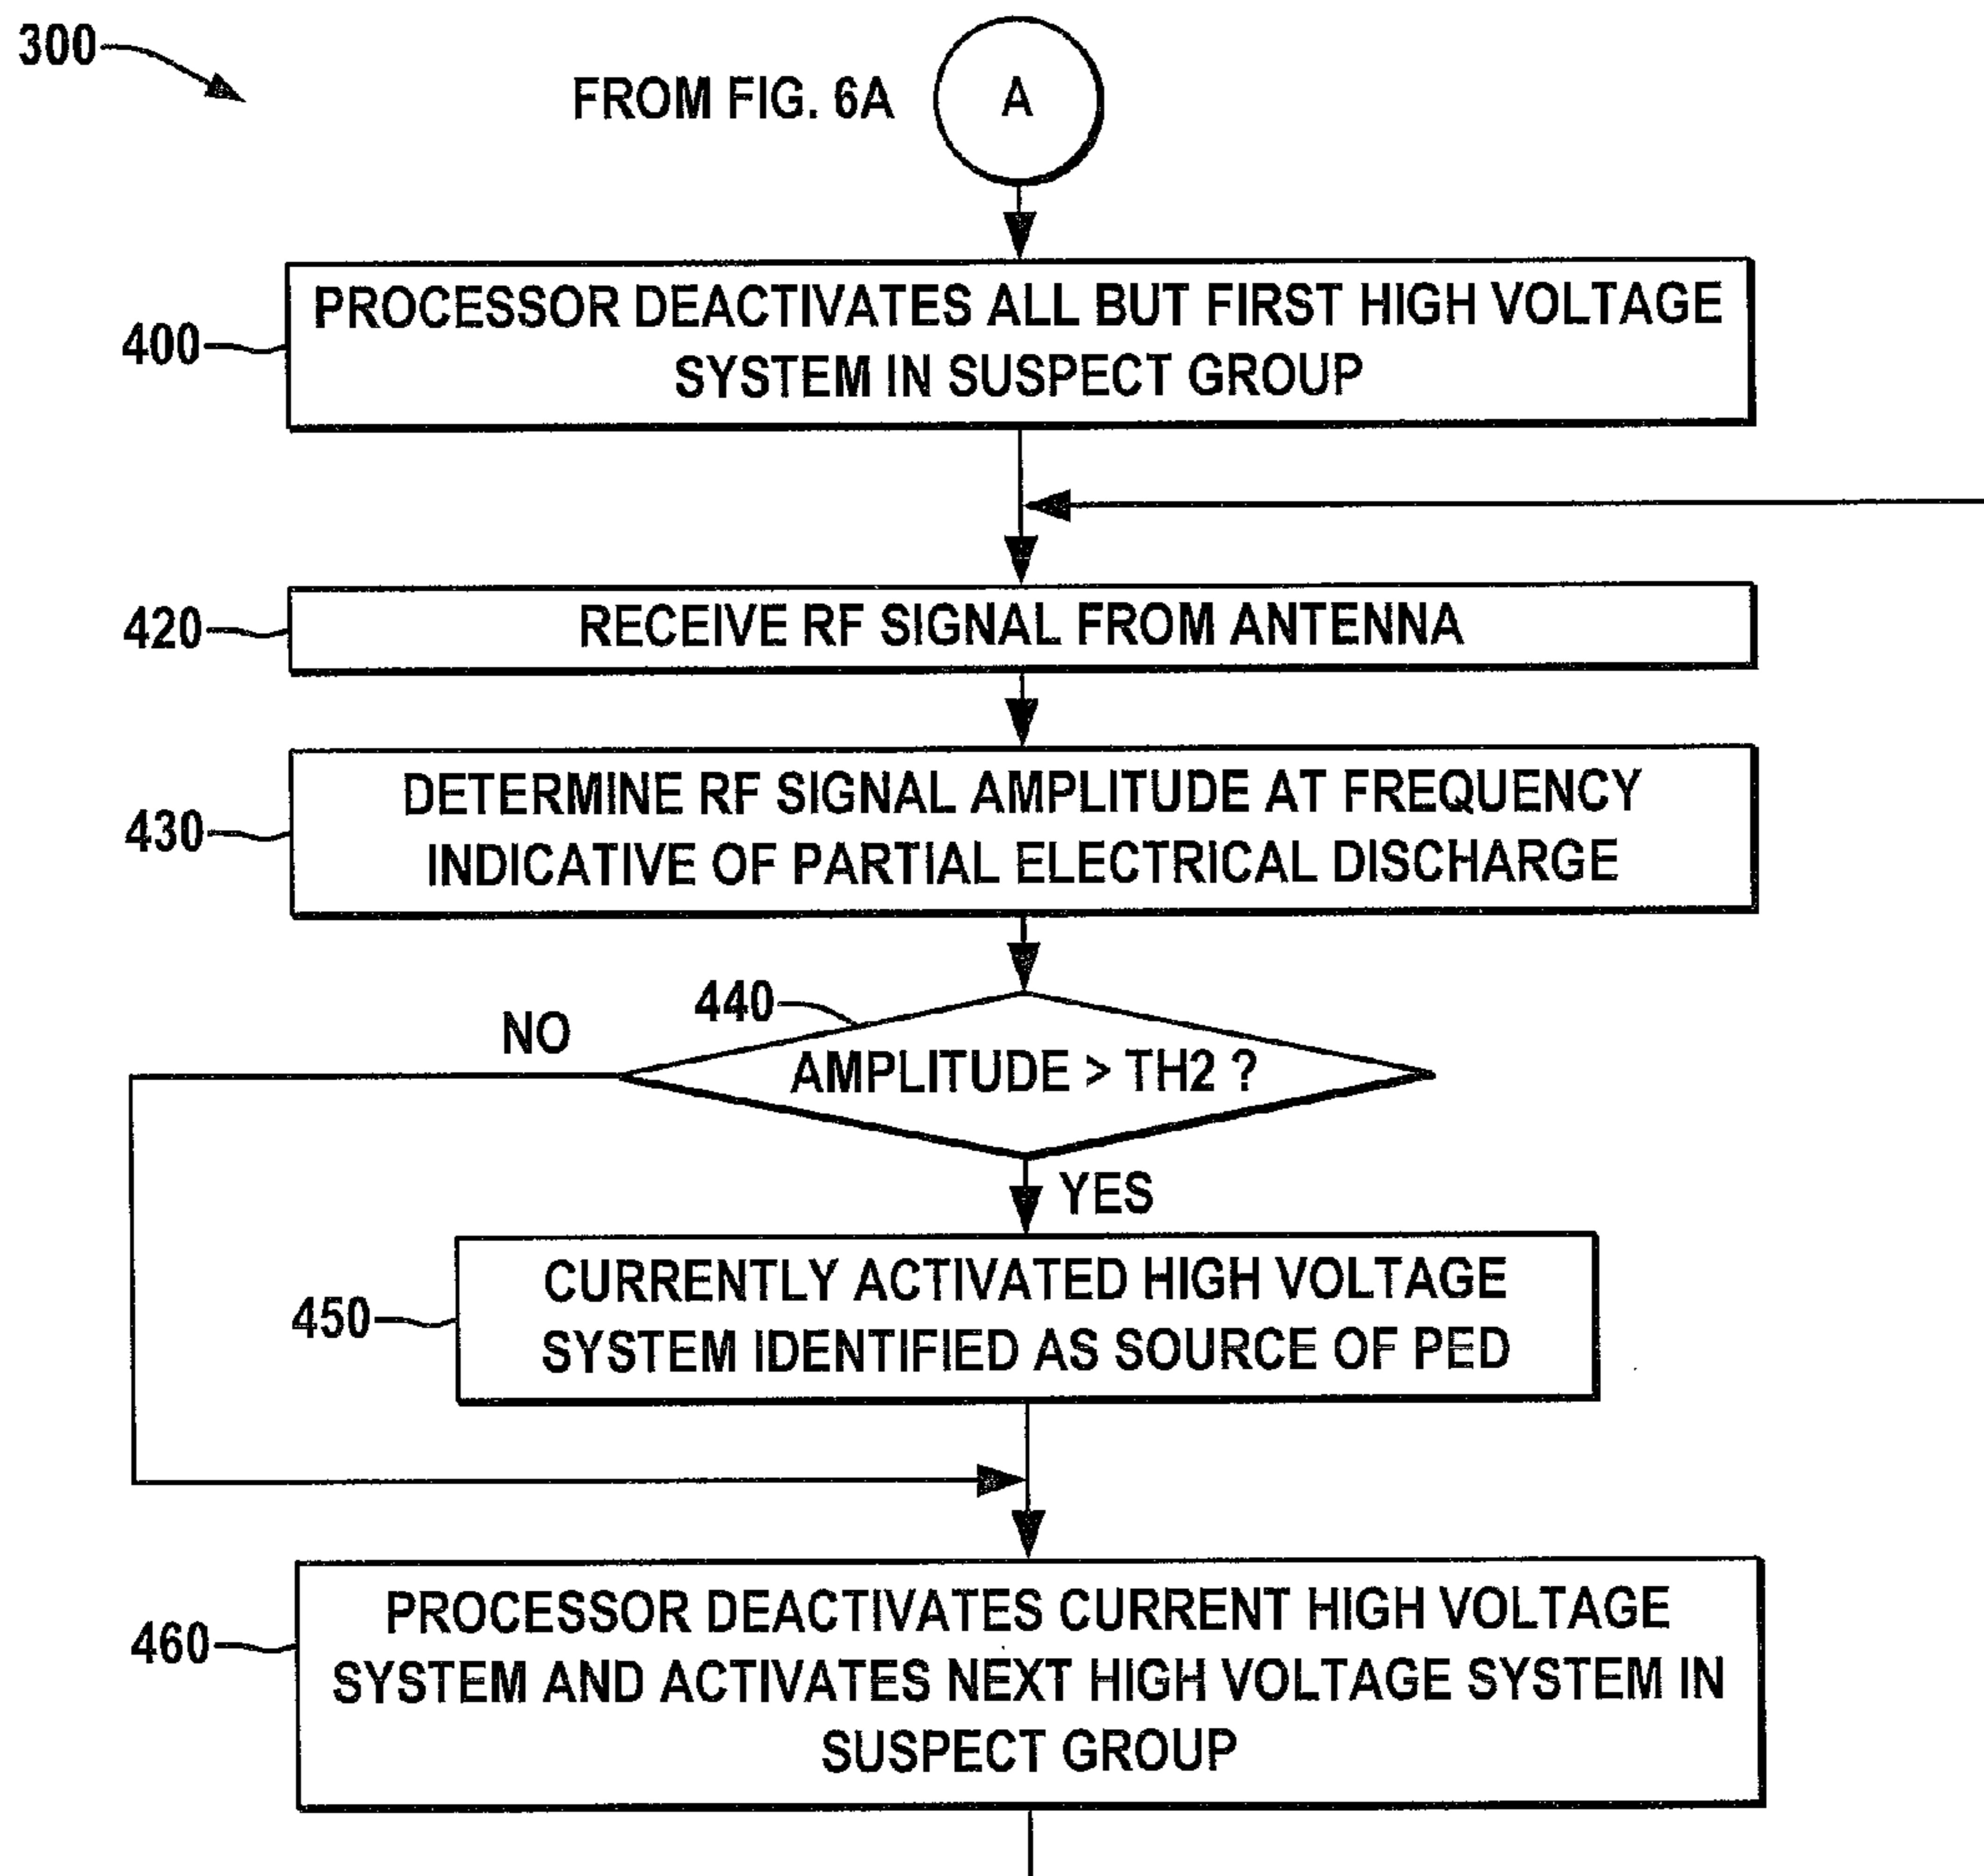 300
FROM FIG. 6A
A
400
PROCESSOR DEACTIVATES ALL BUT FIRST HIGH VOLTAGE
SYSTEM IN SUSPECT GROUP
420
RECEIVE RF SIGNAL FROM ANTENNA
430
DETERMINE RF SIGNAL AMPLITUDE AT FREQUENCY
INDICATIVE OF PARTIAL ELECTRICAL DISCHARGE
440
NO
AMPLITUDE > TH2 ?
YES
450
CURRENTLY ACTIVATED HIGH VOLTAGE
SYSTEM IDENTIFIED AS SOURCE OF PED
460
PROCESSOR DEACTIVATES CURRENT HIGH VOLTAGE
SYSTEM AND ACTIVATES NEXT HIGH VOLTAGE SYSTEM IN
SUSPECT GROUP